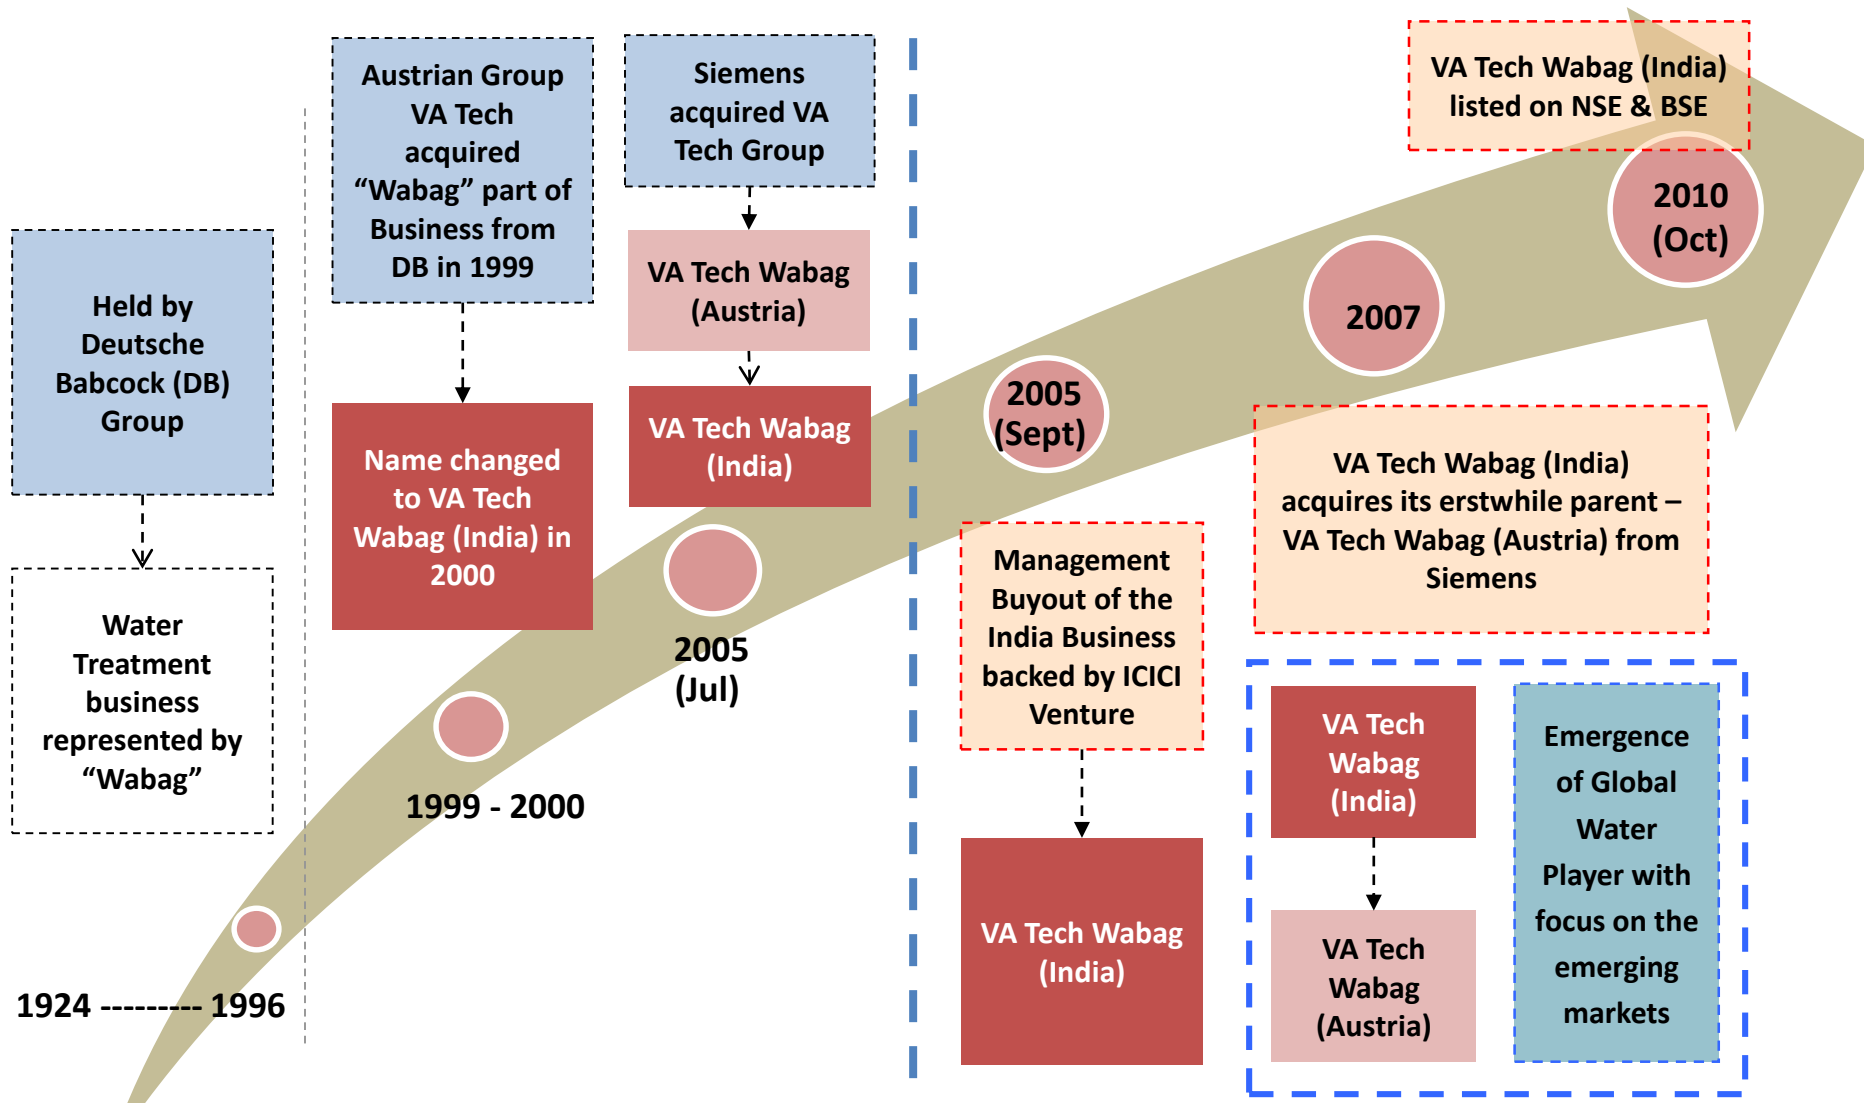 Held by
Deutsche
Babcock (DB)
Group
Water
Treatment
business
represented by
“Wabag”
1924 --------- 1996
Austrian Group
VA Tech
acquired
“Wabag” part of
Business from
DB in 1999
Name changed
to VA Tech
Wabag (India) in
2000
1999 - 2000
Siemens
acquired VA
Tech Group
VA Tech Wabag
(Austria)
VA Tech Wabag
(India)
2005
(Jul)
2005
(Sept)
Management
Buyout of the
India Business
backed by ICICI
Venture
VA Tech Wabag
(India)
2007
VA Tech Wabag (India)
acquires its erstwhile parent –
VA Tech Wabag (Austria) from
Siemens
VA Tech
Wabag
(India)
VA Tech
Wabag
(Austria)
Emergence
of Global
Water
Player with
focus on the
emerging
markets
VA Tech Wabag (India)
listed on NSE & BSE
2010
(Oct)